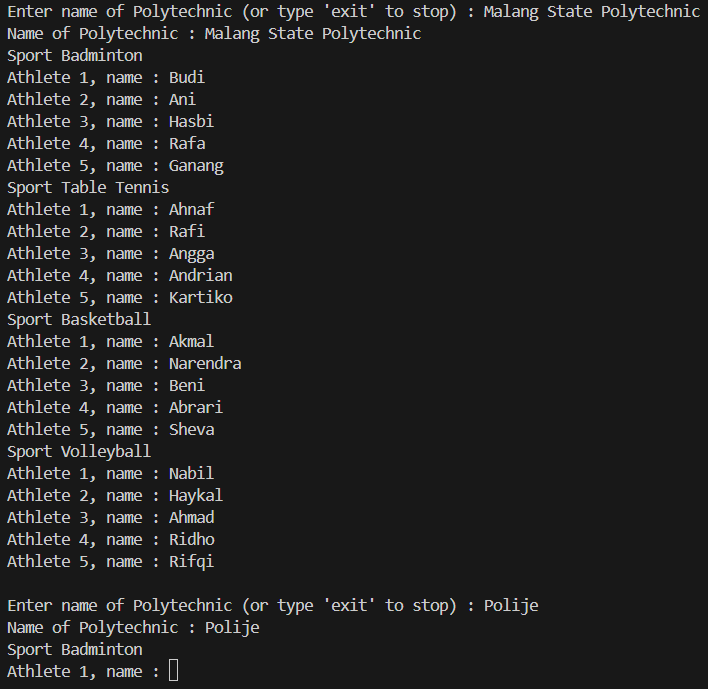 Enter name of Polytechnic (or type 'exit' to stop) : Malang State Polytechnic
Name of Polytechnic : Malang State Polytechnic
Sport Badminton
Athlete 1, name : Budi
Athlete 2, name : Ani
Athlete 3, name : Hasbi
Athlete 4, name : Rafa
Athlete 5, name : Ganang
Sport Table Tennis
Athlete 1, name : Ahnaf
Athlete 2, name : Rafi
Athlete 3, name : Angga
Athlete 4, name : Andrian
Athlete 5, name : Kartiko
Sport Basketball
Athlete 1, name : Akmal
Athlete 2, name : Narendra
Athlete 3, name : Beni
Athlete 4, name : Abrari
Athlete 5, name : Sheva
Sport Volleyball
Athlete 1, name : Nabil
Athlete 2, name : Haykal
Athlete 3, name : Ahmad
Athlete 4, name : Ridho
Athlete 5, name : Rifqi
Enter name of Polytechnic (or type 'exit' to stop) : Polije
Name of Polytechnic : Polije
Sport Badminton
Athlete 1, name :